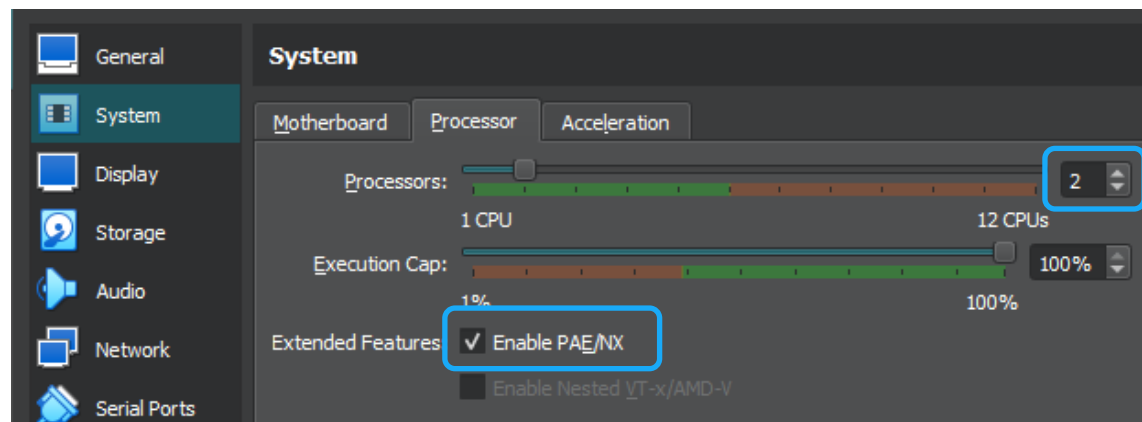 General
System
Display
Storage
Audio
Network
Serial Ports
System
Motherboard Processor Acceleration
Processors: 2
1 CPU 12 CPUs
Execution Cap: 100%
1% 100%
Extended Features Enable PAE/NX
Enable Nested VT-x/AMD-V